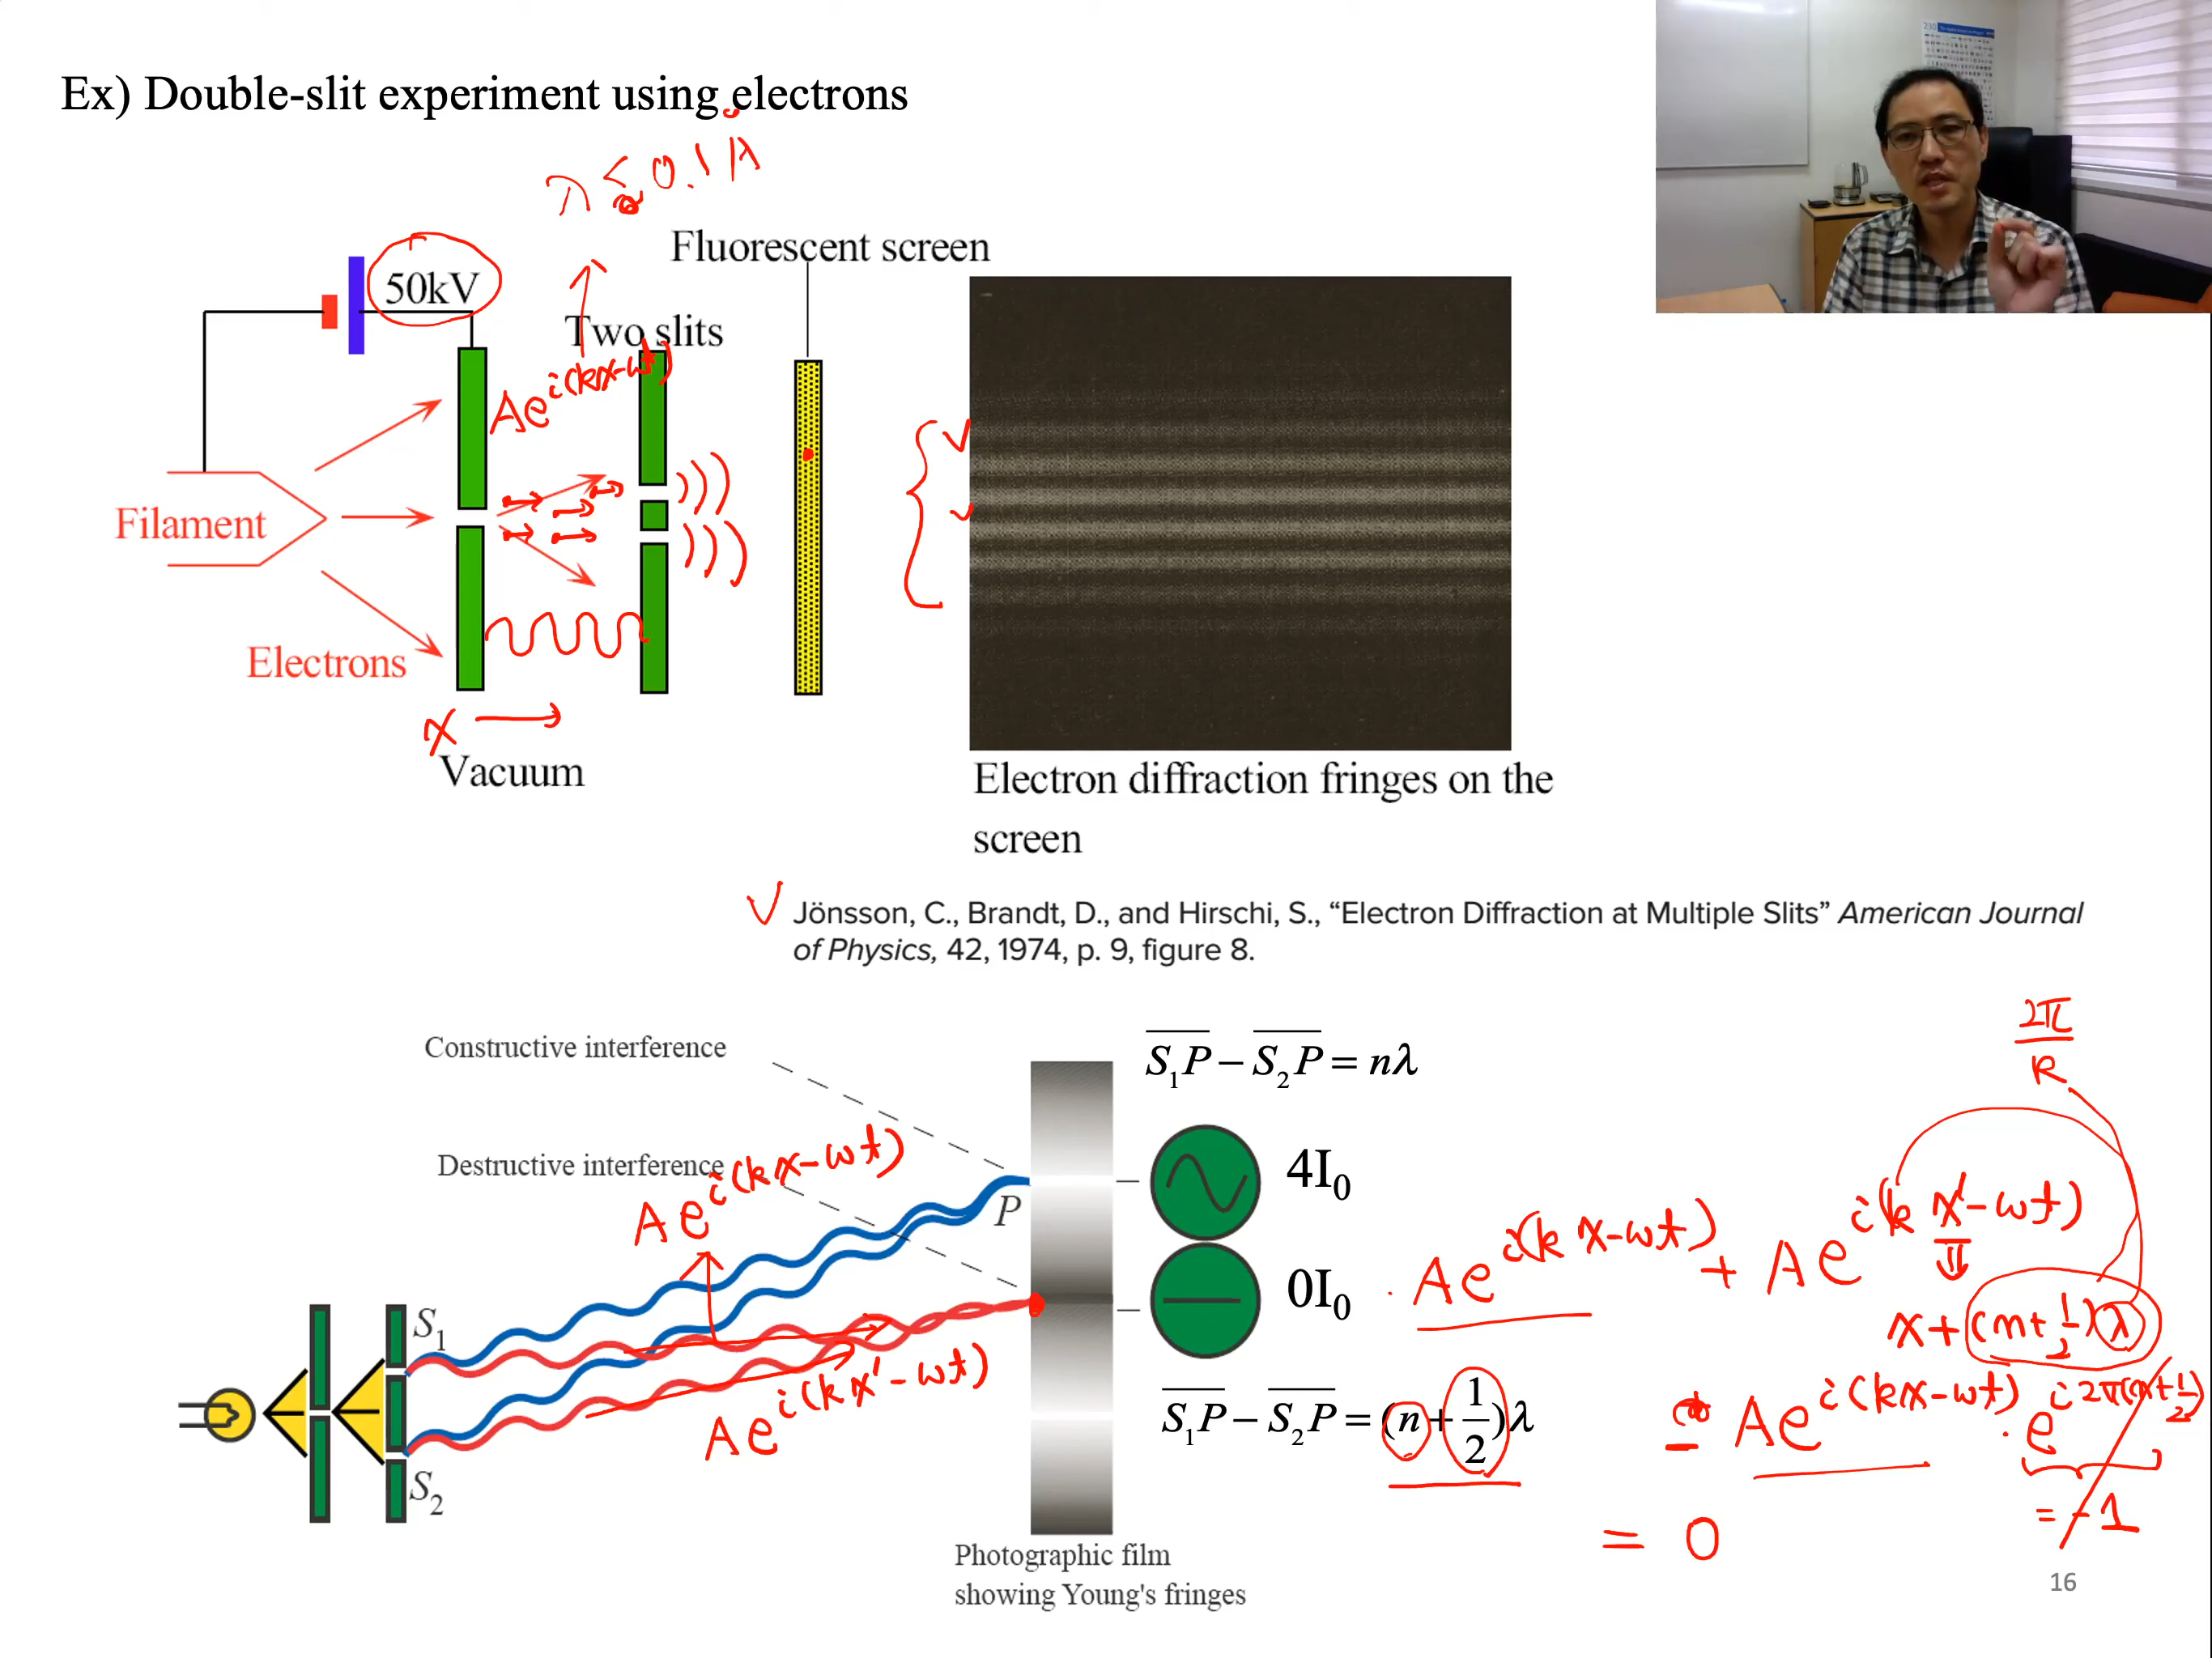 Ex) Double-slit experiment using electrons
λ ≲ 0.1 Å
Fluorescent screen
50kV
Two slits
Ae^{i(kx-ωt)}
Filament
Electrons
x →
Vacuum
Electron diffraction fringes on the
screen
Jönsson, C., Brandt, D., and Hirschi, S., “Electron Diffraction at Multiple Slits” American Journal
of Physics, 42, 1974, p. 9, figure 8.
Constructive interference
Destructive interference
S₁P – S₂P = nλ
2π/k
Ae^{i(kx-ωt)}
P
4I₀
0I₀
Ae^{i(kx-ωt)} + Ae^{i(kx'-ωt)}
x+(n+1/2)λ
S₁
S₂
Ae^{i(kx'-ωt)}
S₁P – S₂P = (n+1/2)λ
- Ae^{i(kx-ωt)} · e^{i2π(n+1/2)}
= -1
= 0
Photographic film
showing Young's fringes
16